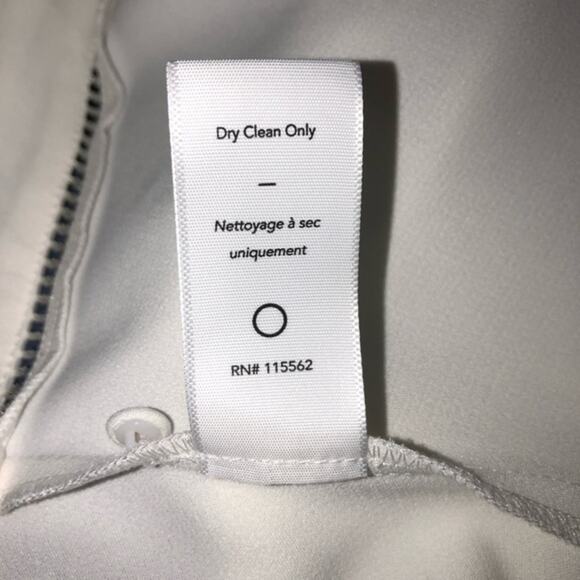 Dry Clean Only
—
Nettoyage à sec
uniquement
RN# 115562